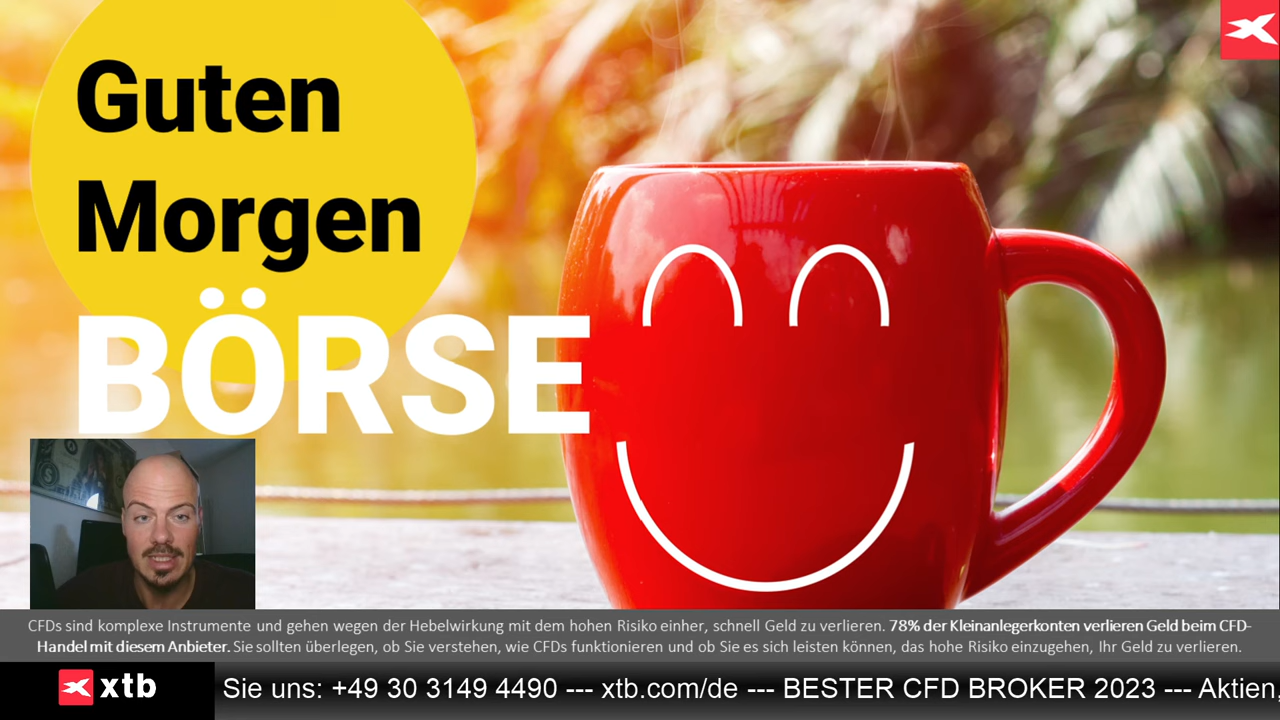 Guten
Morgen
BÖRSE
CFDs sind komplexe Instrumente und gehen wegen der Hebelwirkung mit dem hohen Risiko einher, schnell Geld zu verlieren. 78% der Kleinanlegerkonten verlieren Geld beim CFD-
Handel mit diesem Anbieter. Sie sollten überlegen, ob Sie verstehen, wie CFDs funktionieren und ob Sie es sich leisten können, das hohe Risiko einzugehen, Ihr Geld zu verlieren.
xtb
Sie uns: +49 30 3149 4490 --- xtb.com/de --- BESTER CFD BROKER 2023 --- Aktien,